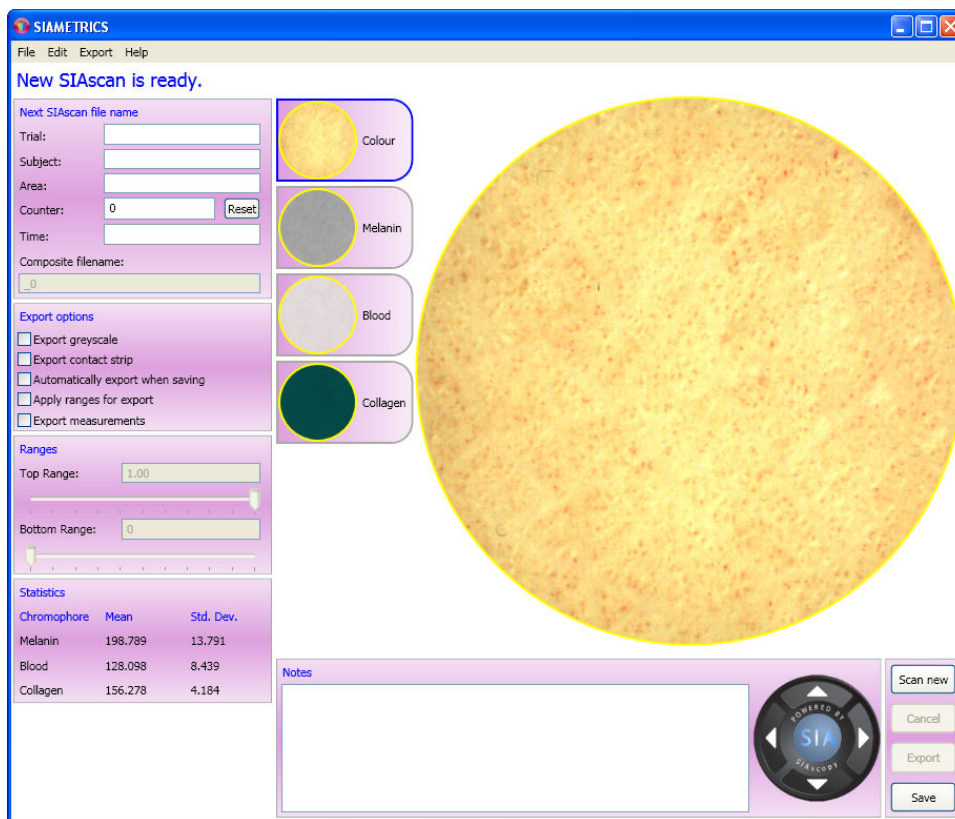 SIAMETRICS
File Edit Export Help
New SIAscan is ready.
Next SIAscan file name
Trial:
Subject:
Area:
Counter: 0 Reset
Time:
Composite filename:
_0
Export options
Export greyscale
Export contact strip
Automatically export when saving
Apply ranges for export
Export measurements
Ranges
Top Range: 1.00
Bottom Range: 0
Statistics
Chromophore Mean Std. Dev.
Melanin 198.789 13.791
Blood 128.098 8.439
Collagen 156.278 4.184
Colour
Melanin
Blood
Collagen
Notes
POWERED BY
SIA
SIAscopy
Scan new
Cancel
Export
Save